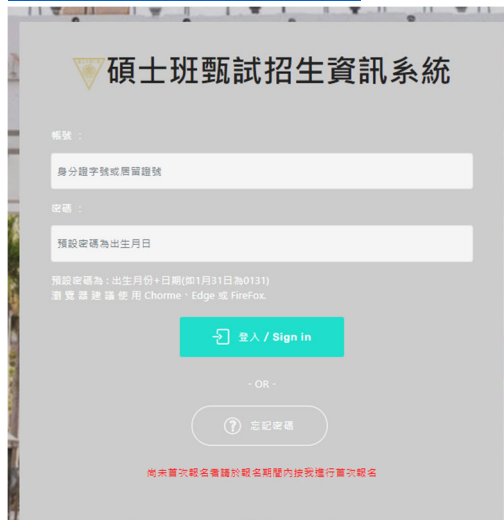 碩士班甄試招生資訊系統
帳號 :
身分證字號或居留證號
密碼 :
預設密碼為出生月日
預設密碼為 : 出生月份+日期(如1月31日為0131)
瀏覽器建議使用 Chorme、Edge 或 FireFox.
登入 / Sign in
- OR -
忘記密碼
尚未首次報名者請於報名期間內按我進行首次報名